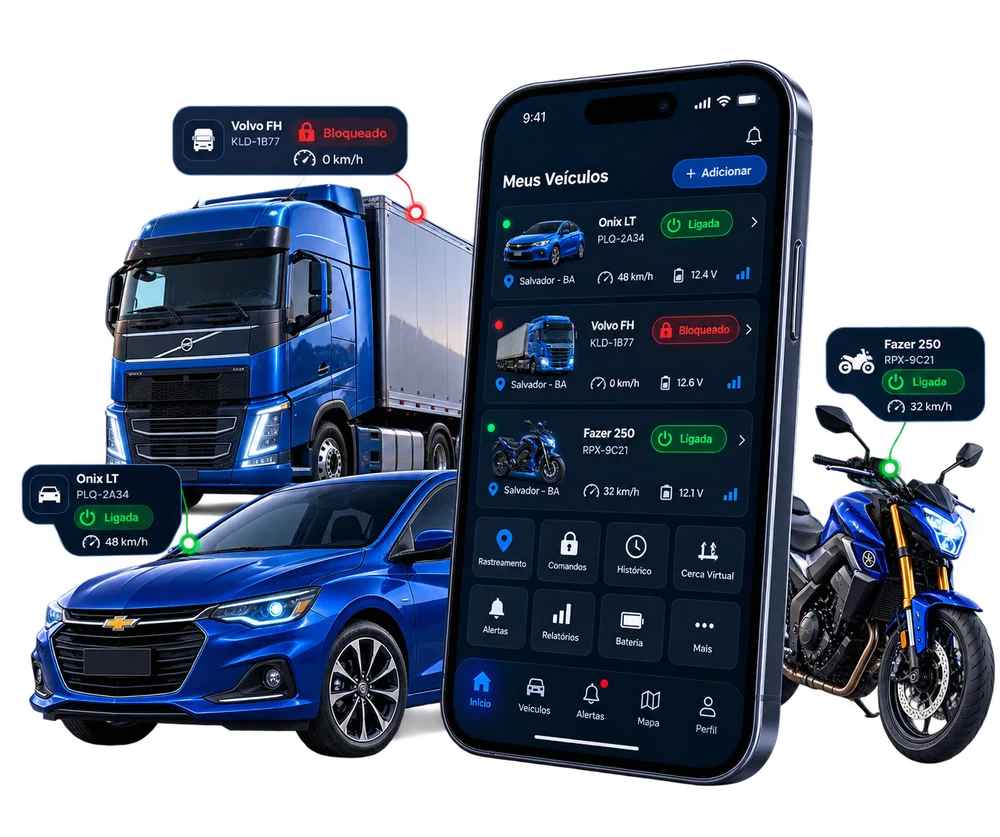 Volvo FH
KLD-1B77
Bloqueado
0 km/h
Onix LT
PLQ-2A34
Ligada
48 km/h
9:41
Meus Veículos
+ Adicionar
Onix LT
PLQ-2A34
Ligada
Salvador - BA
48 km/h
12.4 V
Volvo FH
KLD-1B77
Bloqueado
Salvador - BA
0 km/h
12.6 V
Fazer 250
RPX-9C21
Ligada
Salvador - BA
32 km/h
12.1 V
Rastreamento
Comandos
Histórico
Cerca Virtual
Alertas
Relatórios
Bateria
Mais
Início
Veículos
Alertas
Mapa
Perfil
Fazer 250
RPX-9C21
Ligada
32 km/h